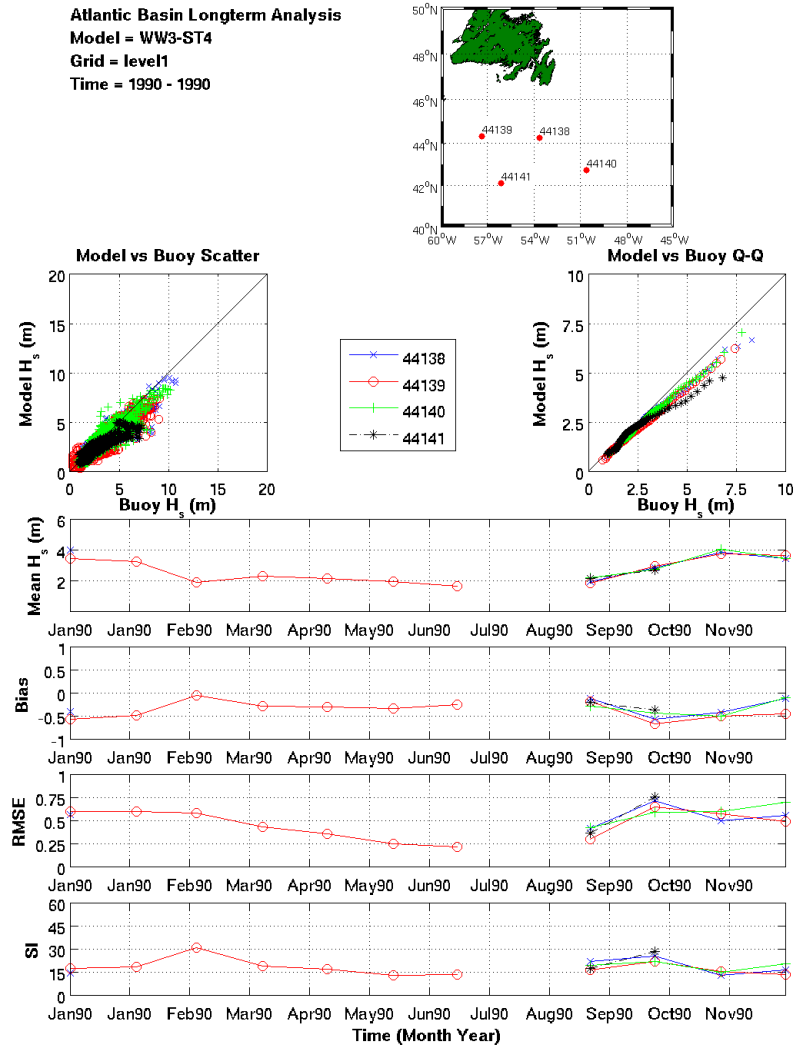 Atlantic Basin Longterm Analysis
Model = WW3-ST4
Grid = level1
Time = 1990 - 1990
50°N
48°N
46°N
44°N
42°N
40°N
60°W 57°W 54°W 51°W 48°W 45°W
44139
44138
44140
44141
Model vs Buoy Scatter
20
15
10
5
0
0 5 10 15 20
Model Hs (m)
Buoy Hs (m)
44138
44139
44140
44141
Model vs Buoy Q-Q
10
7.5
5
2.5
0
0 2.5 5 7.5 10
Model Hs (m)
Buoy Hs (m)
Mean Hs (m)
6
4
2
Jan90 Jan90 Feb90 Mar90 Apr90 May90 Jun90 Jul90 Aug90 Sep90 Oct90 Nov90
Bias
1
0
-0.5
-1
Jan90 Jan90 Feb90 Mar90 Apr90 May90 Jun90 Jul90 Aug90 Sep90 Oct90 Nov90
RMSE
1
0.75
0.5
0.25
0
Jan90 Jan90 Feb90 Mar90 Apr90 May90 Jun90 Jul90 Aug90 Sep90 Oct90 Nov90
SI
60
45
30
15
0
Jan90 Jan90 Feb90 Mar90 Apr90 May90 Jun90 Jul90 Aug90 Sep90 Oct90 Nov90
Time (Month Year)